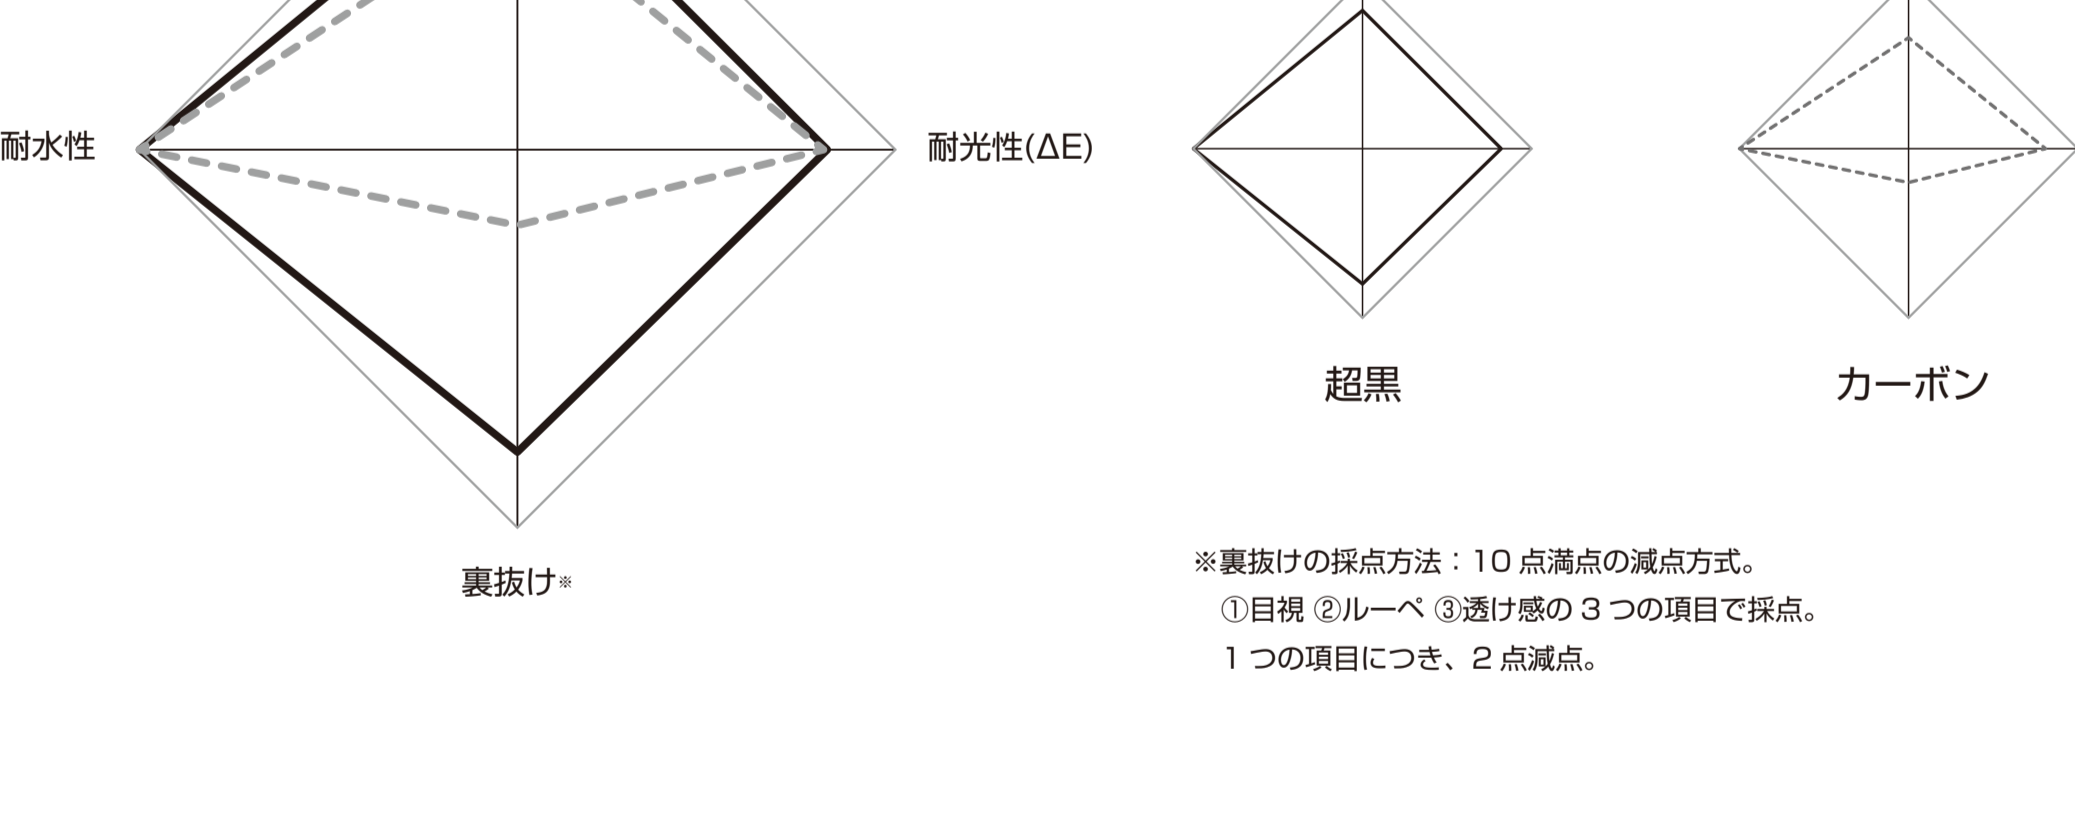 耐水性
耐光性(ΔE)
裏抜け※
超黒
カーボン
※裏抜けの採点方法：10 点満点の減点方式。
①目視 ②ルーペ ③透け感の 3 つの項目で採点。
1 つの項目につき、2 点減点。